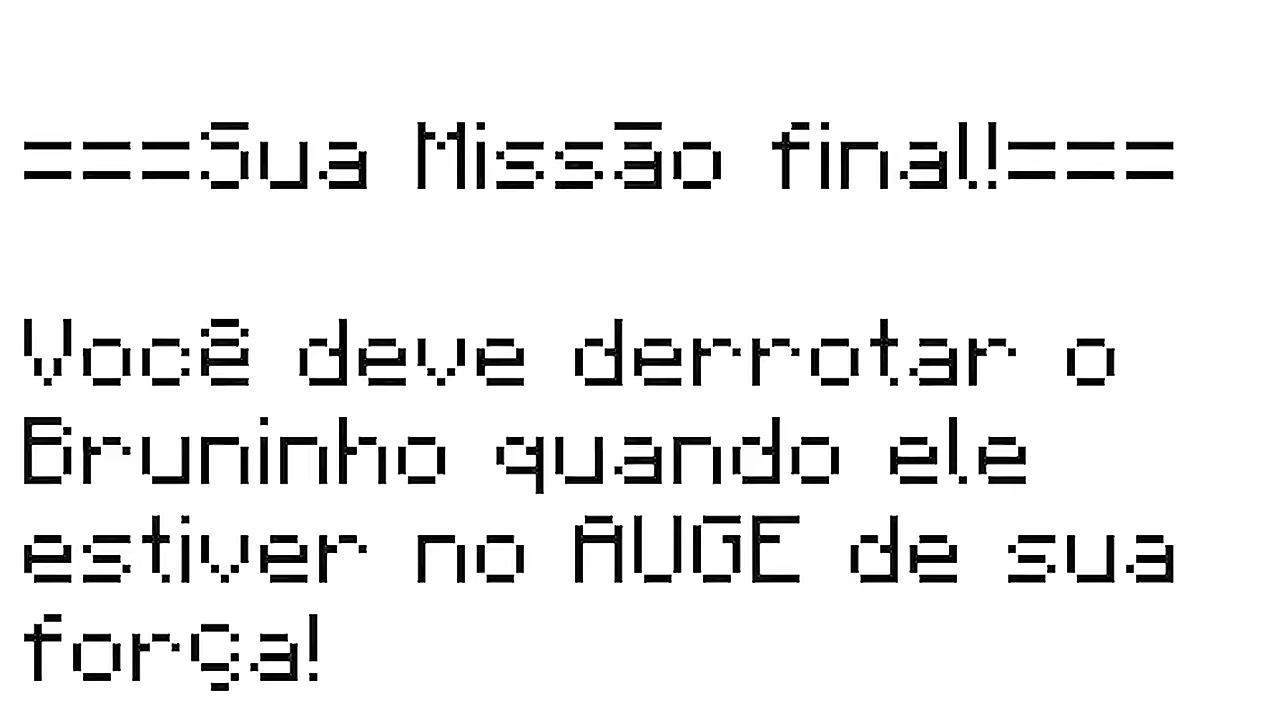 ===Sua Missão final!===
Você deve derrotar o
Bruninho quando ele
estiver no AUGE de sua
força!